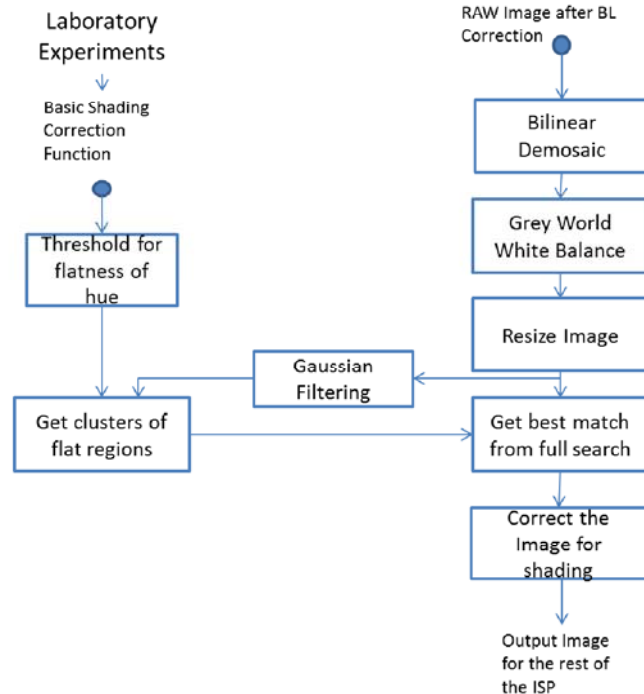 Laboratory
Experiments
Basic Shading
Correction
Function
Threshold for
flatness of
hue
RAW Image after BL
Correction
Bilinear
Demosaic
Grey World
White Balance
Resize Image
Gaussian
Filtering
Get clusters of
flat regions
Get best match
from full search
Correct the
Image for
shading
Output Image
for the rest of
the ISP